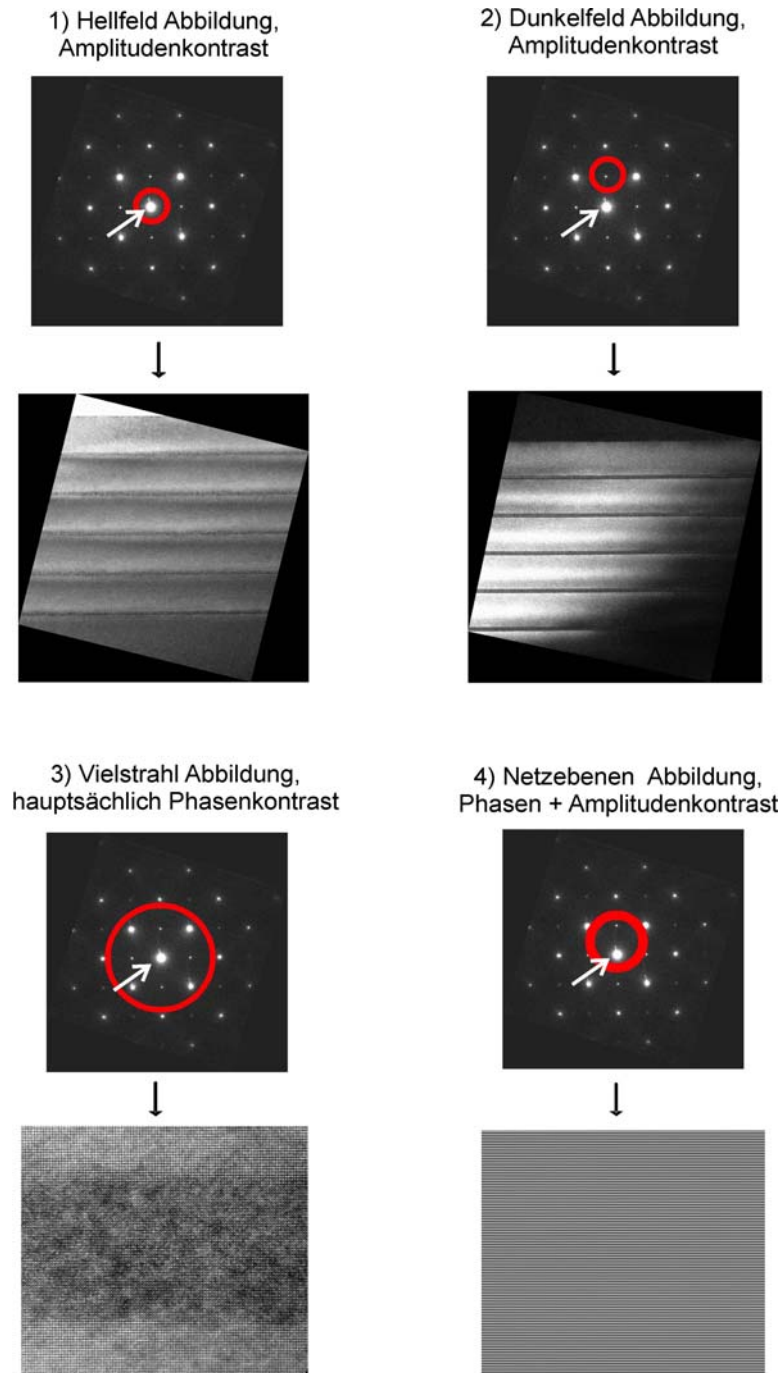 1) Hellfeld Abbildung,
Amplitudenkontrast
2) Dunkelfeld Abbildung,
Amplitudenkontrast
3) Vielstrahl Abbildung,
hauptsächlich Phasenkontrast
4) Netzebenen Abbildung,
Phasen + Amplitudenkontrast